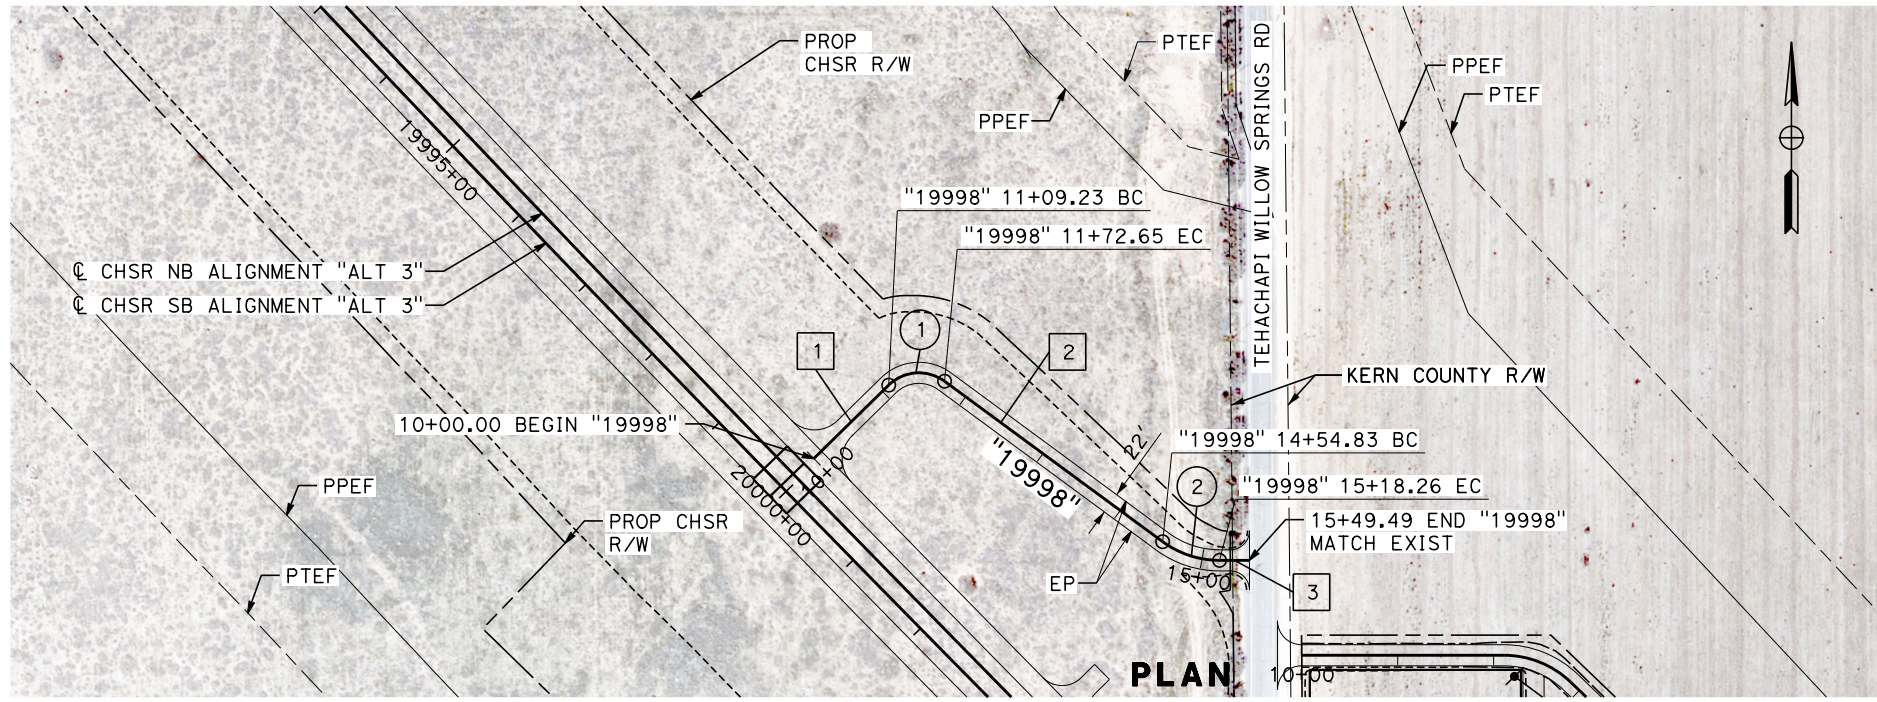 PROP
CHSR R/W
PTEF
PPEF
TEHACHAPI WILLOW SPRINGS RD
PPEF
PTEF
19995+00
"19998" 11+09.23 BC
"19998" 11+72.65 EC
℄ CHSR NB ALIGNMENT "ALT 3"
℄ CHSR SB ALIGNMENT "ALT 3"
1
1
2
KERN COUNTY R/W
10+00.00 BEGIN "19998"
10+00
20000+00
"19998"
22'
"19998" 14+54.83 BC
2
"19998" 15+18.26 EC
PPEF
PROP CHSR
R/W
15+49.49 END "19998"
MATCH EXIST
PTEF
EP
15+00
3
PLAN
10+00